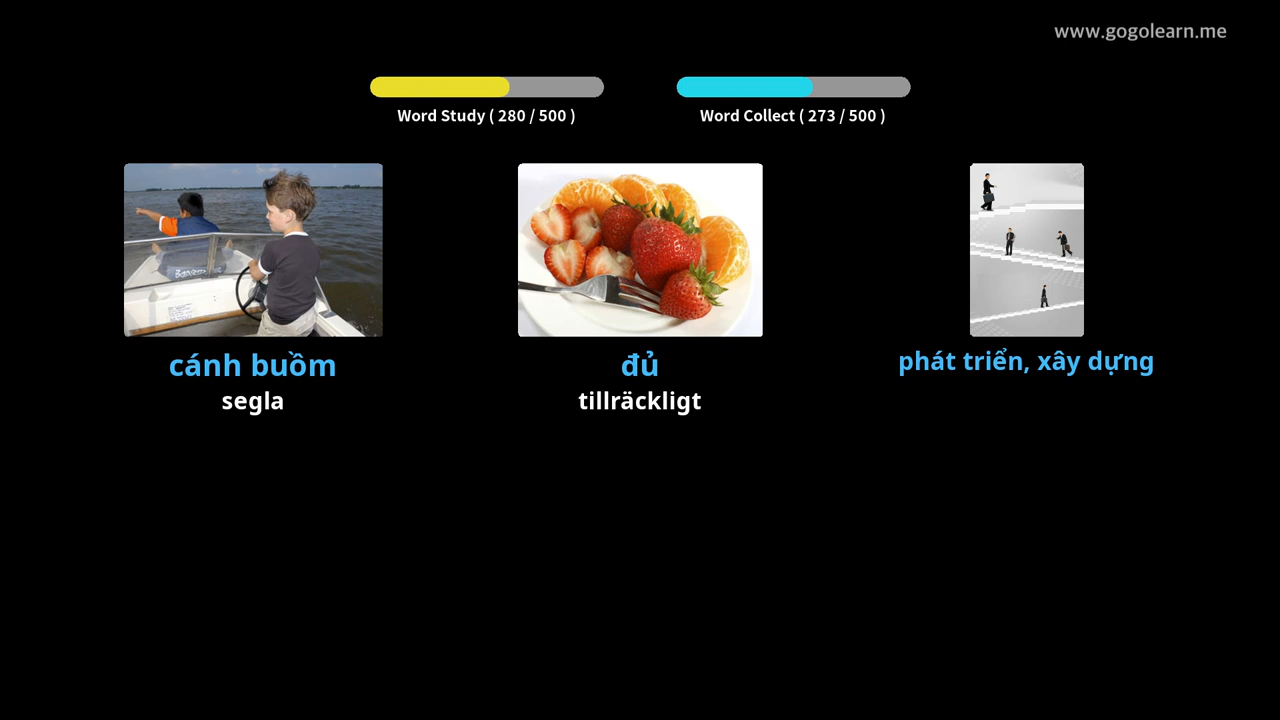 www.gogolearn.me
Word Study ( 280 / 500 )
Word Collect ( 273 / 500 )
cánh buồm
segla
đủ
tillräckligt
phát triển, xây dựng